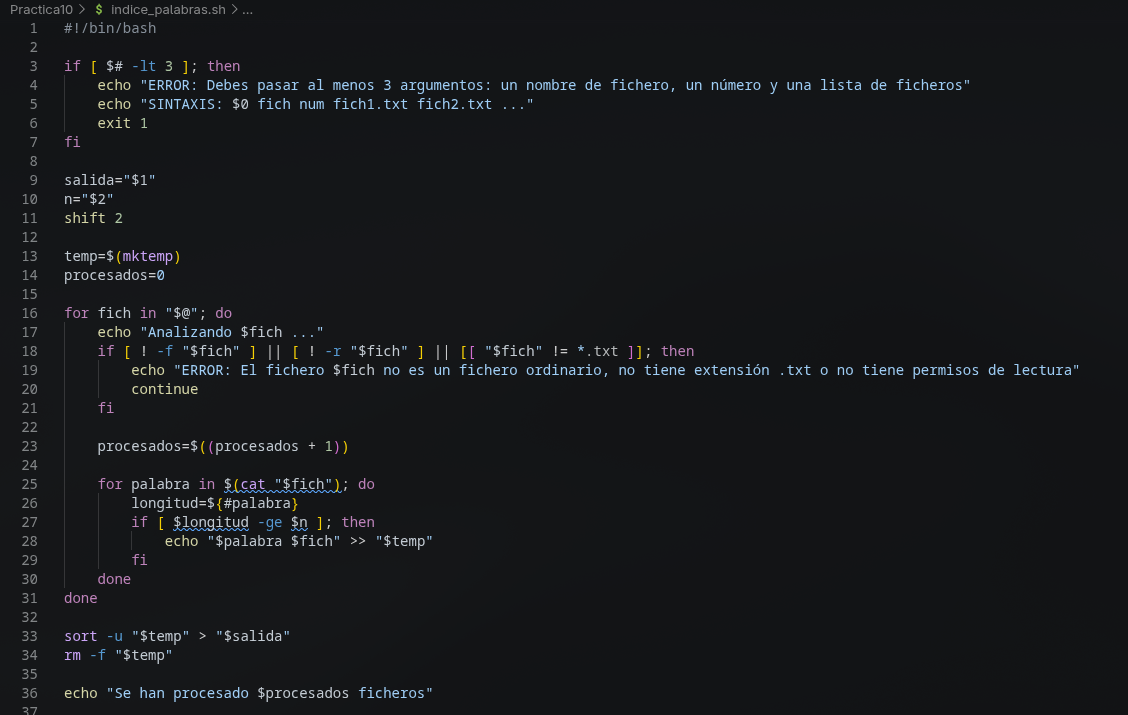 Practica10 > $ indice_palabras.sh > ...
1 #!/bin/bash
2
3 if [ $# -lt 3 ]; then
4     echo "ERROR: Debes pasar al menos 3 argumentos: un nombre de fichero, un número y una lista de ficheros"
5     echo "SINTAXIS: $0 fich num fich1.txt fich2.txt ..."
6     exit 1
7 fi
8
9 salida="$1"
10 n="$2"
11 shift 2
12
13 temp=$(mktemp)
14 procesados=0
15
16 for fich in "$@"; do
17     echo "Analizando $fich ..."
18     if [ ! -f "$fich" ] || [ ! -r "$fich" ] || [[ "$fich" != *.txt ]]; then
19         echo "ERROR: El fichero $fich no es un fichero ordinario, no tiene extensión .txt o no tiene permisos de lectura"
20         continue
21     fi
22
23     procesados=$((procesados + 1))
24
25     for palabra in $(cat "$fich"); do
26         longitud=${#palabra}
27         if [ $longitud -ge $n ]; then
28             echo "$palabra $fich" >> "$temp"
29         fi
30     done
31 done
32
33 sort -u "$temp" > "$salida"
34 rm -f "$temp"
35
36 echo "Se han procesado $procesados ficheros"
37